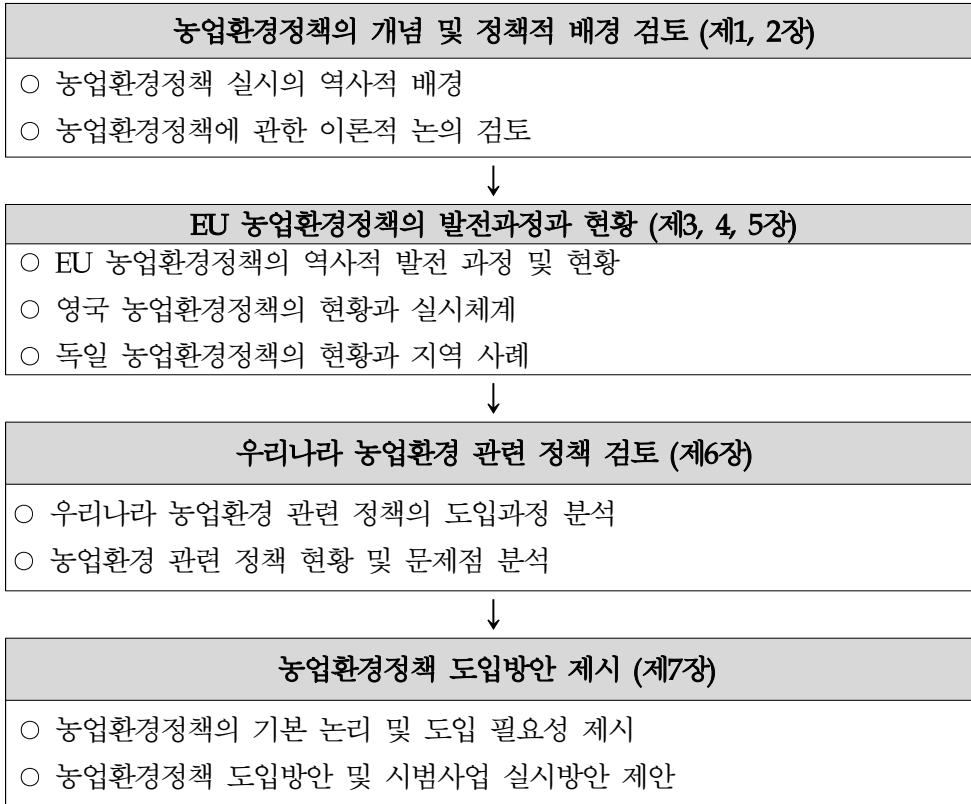 농업환경정책의 개념 및 정책적 배경 검토 (제1, 2장)
○ 농업환경정책 실시의 역사적 배경
○ 농업환경정책에 관한 이론적 논의 검토
↓
EU 농업환경정책의 발전과정과 현황 (제3, 4, 5장)
○ EU 농업환경정책의 역사적 발전 과정 및 현황
○ 영국 농업환경정책의 현황과 실시체계
○ 독일 농업환경정책의 현황과 지역 사례
↓
우리나라 농업환경 관련 정책 검토 (제6장)
○ 우리나라 농업환경 관련 정책의 도입과정 분석
○ 농업환경 관련 정책 현황 및 문제점 분석
↓
농업환경정책 도입방안 제시 (제7장)
○ 농업환경정책의 기본 논리 및 도입 필요성 제시
○ 농업환경정책 도입방안 및 시범사업 실시방안 제안